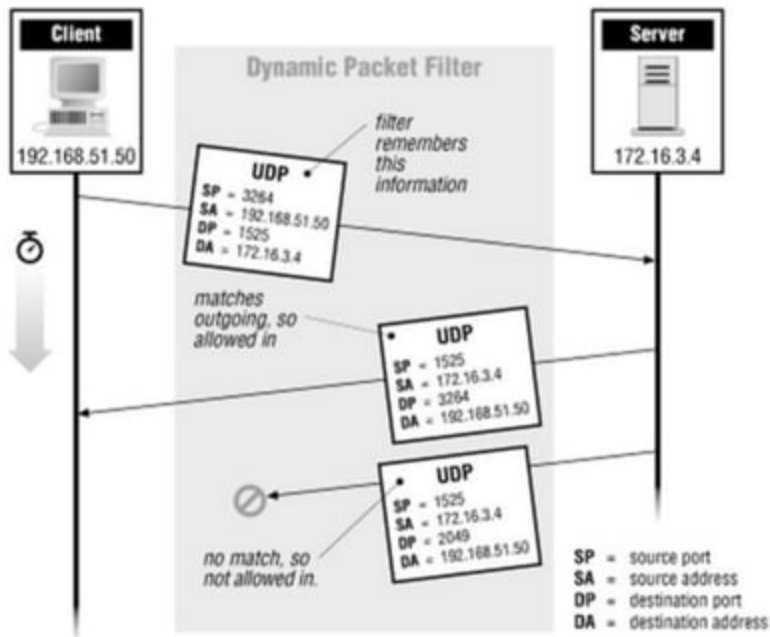 Client
192.168.51.50
Dynamic Packet Filter
Server
172.16.3.4
filter
remembers
this
information
UDP
SP = 3264
SA = 192.168.51.50
DP = 1525
DA = 172.16.3.4
matches
outgoing, so
allowed in
UDP
SP = 1525
SA = 172.16.3.4
DP = 3264
DA = 192.168.51.50
UDP
SP = 1525
SA = 172.16.3.4
DP = 2049
DA = 192.168.51.50
no match, so
not allowed in.
SP = source port
SA = source address
DP = destination port
DA = destination address